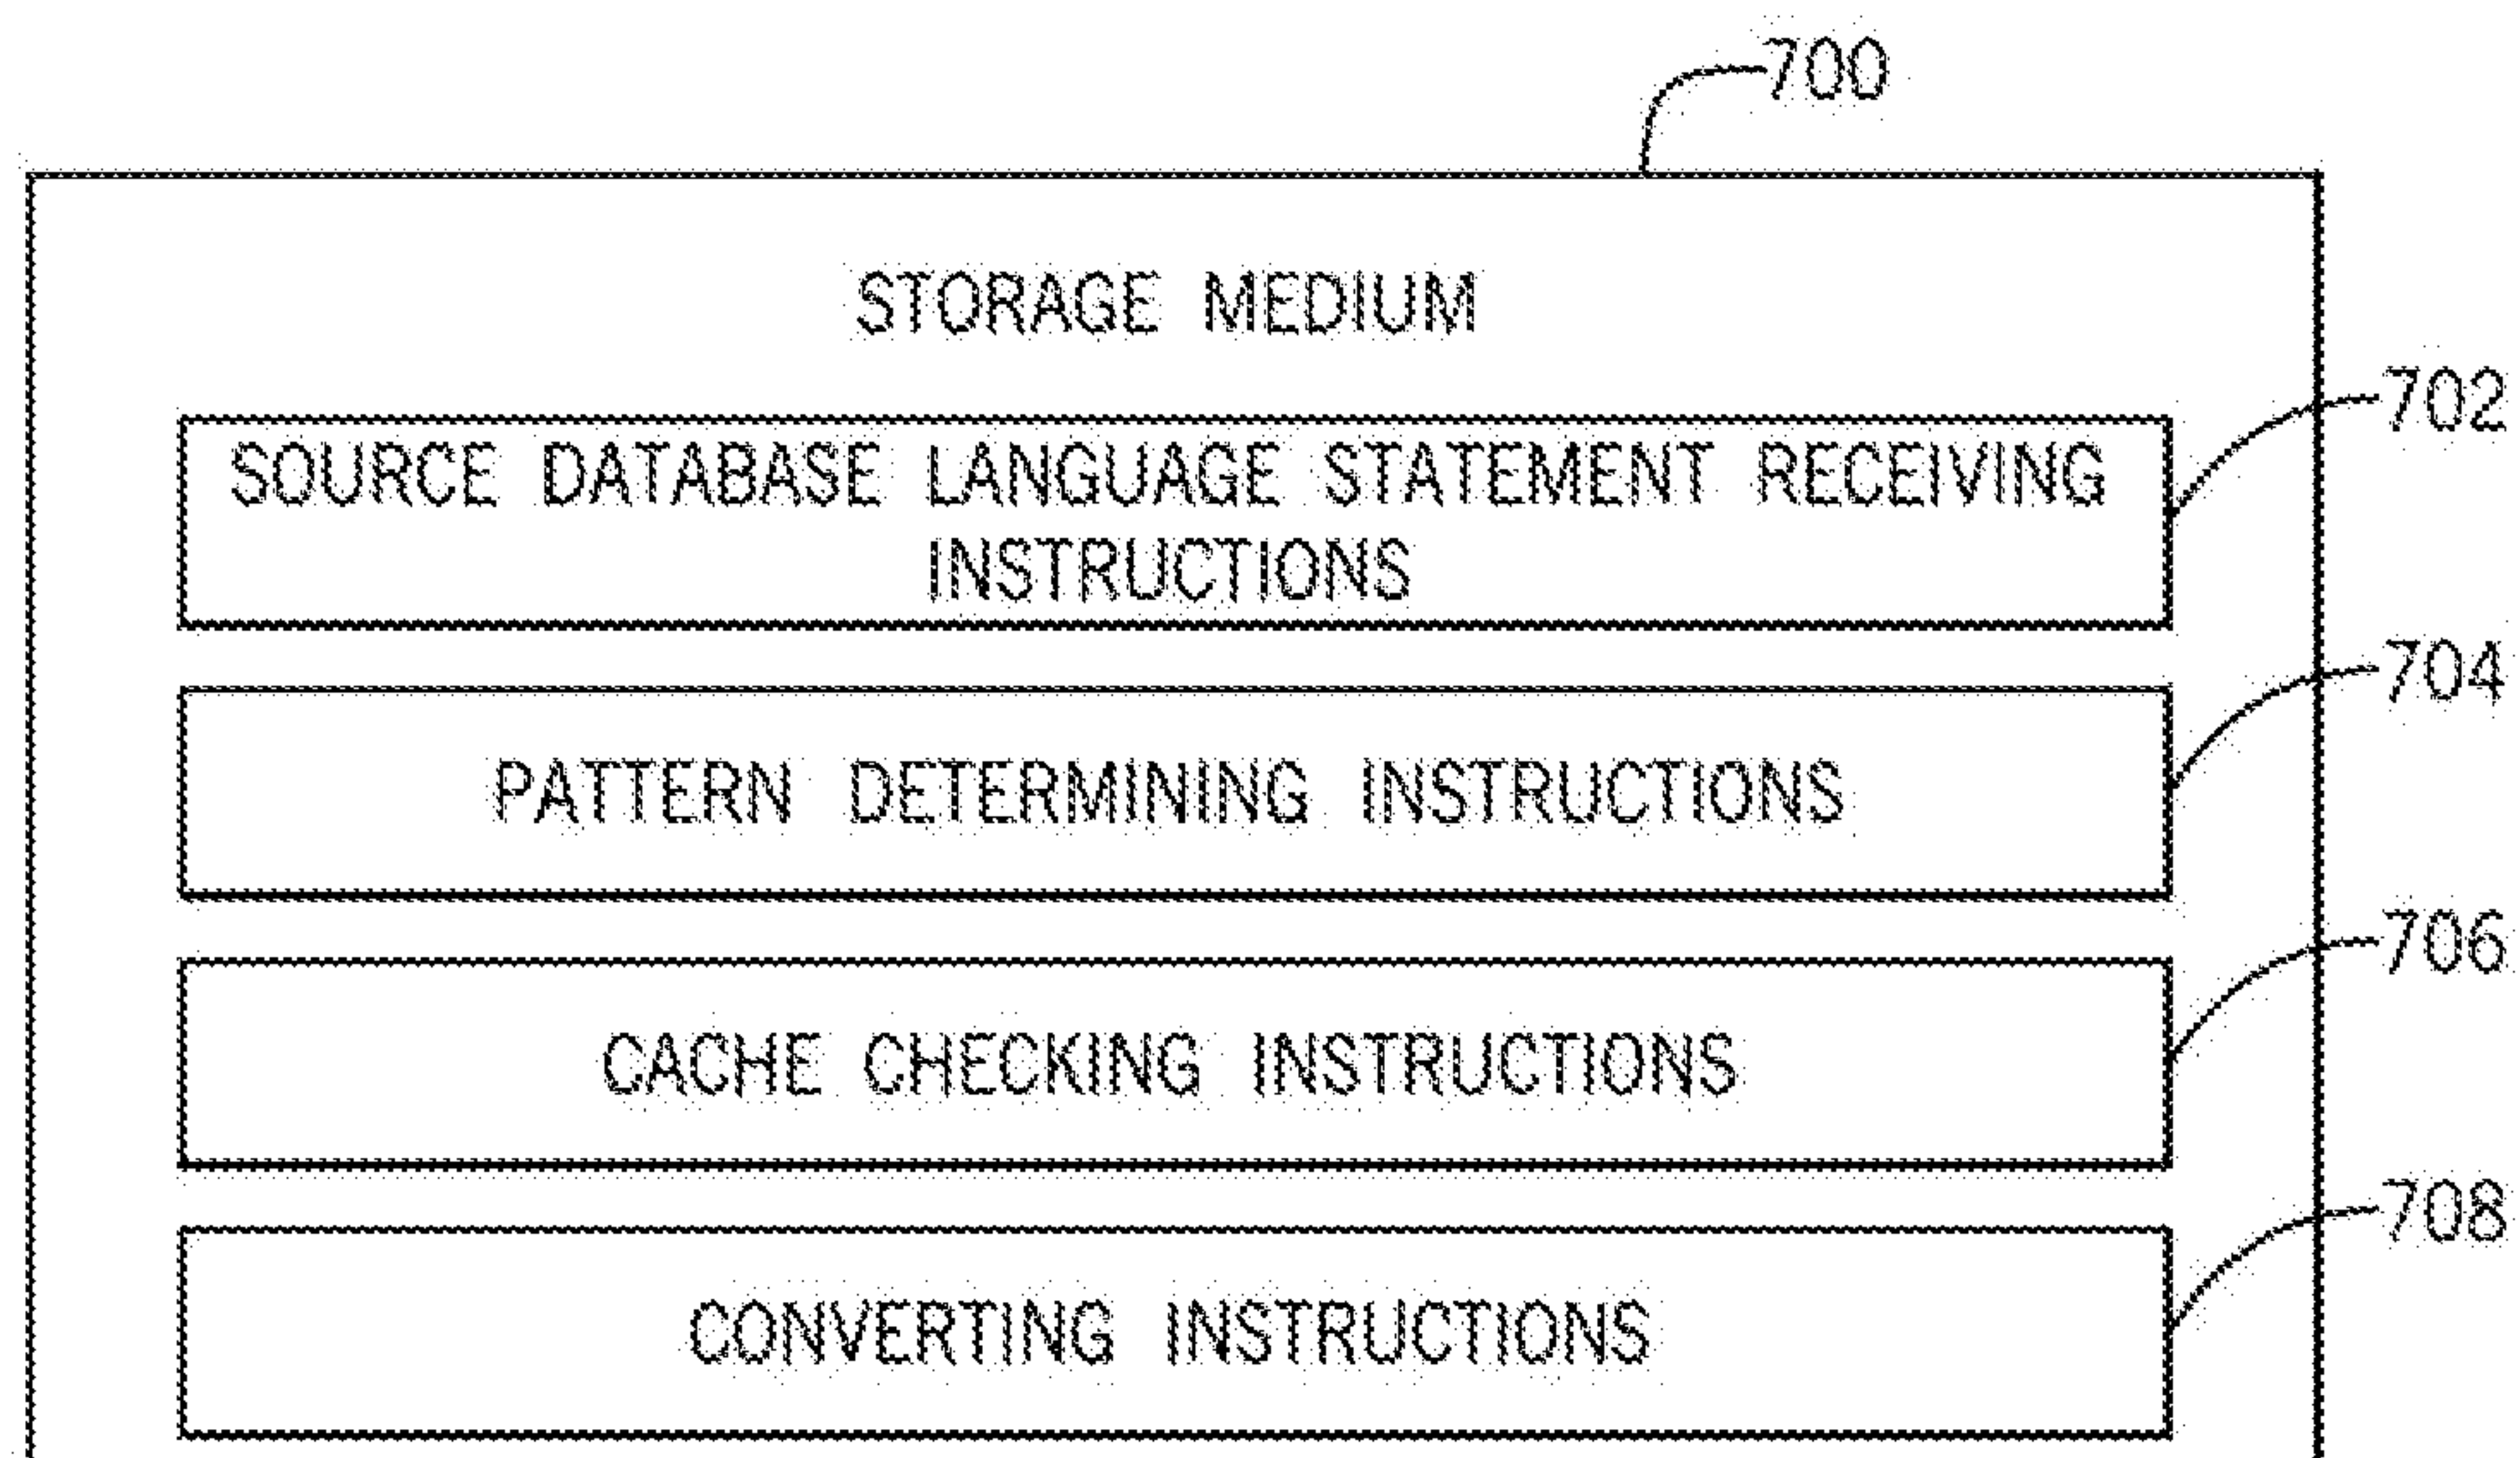 700
STORAGE MEDIUM
702
SOURCE DATABASE LANGUAGE STATEMENT RECEIVING
INSTRUCTIONS
704
PATTERN DETERMINING INSTRUCTIONS
706
CACHE CHECKING INSTRUCTIONS
708
CONVERTING INSTRUCTIONS